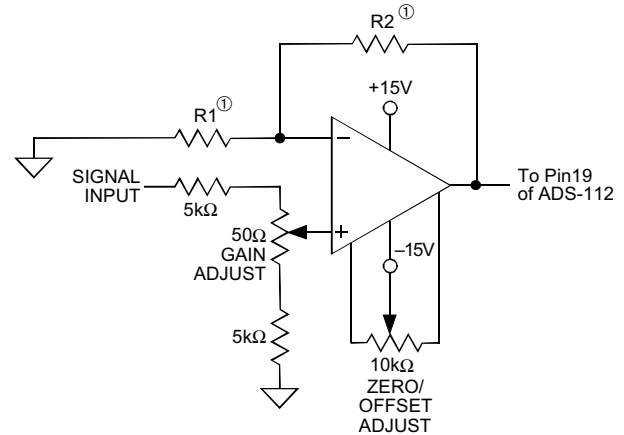 R2①
+15V
R1①
−
SIGNAL
INPUT
5kΩ
To Pin19
of ADS-112
+
50Ω
GAIN
ADJUST
–15V
5kΩ
10kΩ
ZERO/
OFFSET
ADJUST